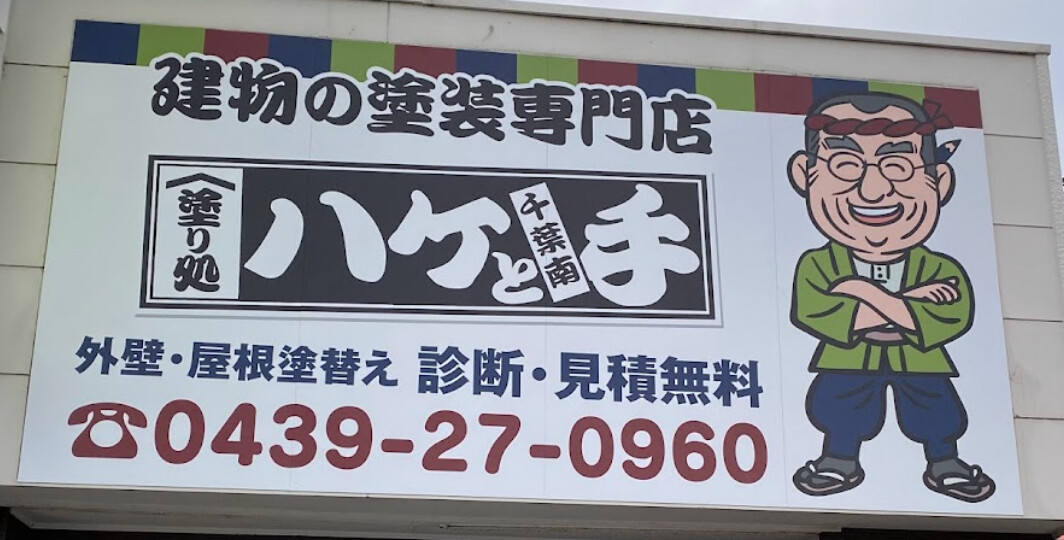 建物の塗装専門店
塗り処
ハケと手
千葉南
外壁・屋根塗替え 診断・見積無料
☎0439-27-0960